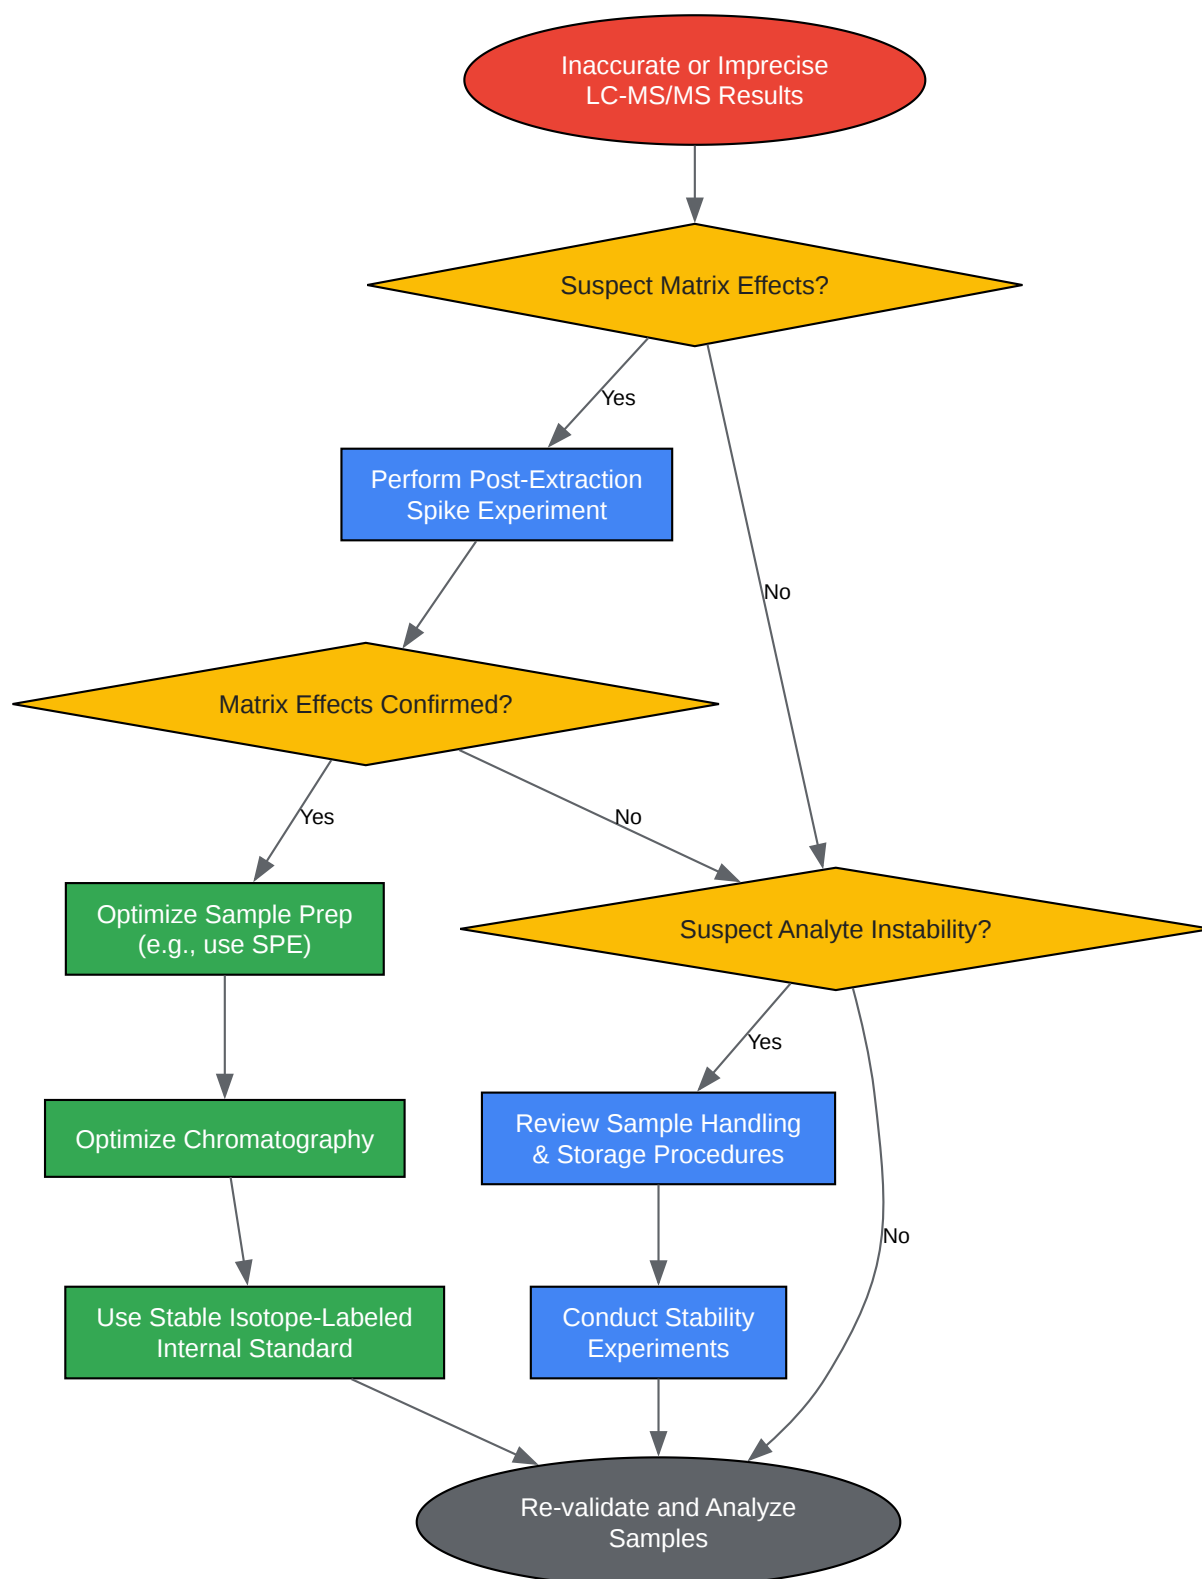 Inaccurate or Imprecise
LC-MS/MS Results
Suspect Matrix Effects?
Yes
Perform Post-Extraction
Spike Experiment
No
Matrix Effects Confirmed?
Yes
No
Optimize Sample Prep
(e.g., use SPE)
Suspect Analyte Instability?
Yes
Optimize Chromatography
Review Sample Handling
& Storage Procedures
No
Use Stable Isotope-Labeled
Internal Standard
Conduct Stability
Experiments
Re-validate and Analyze
Samples